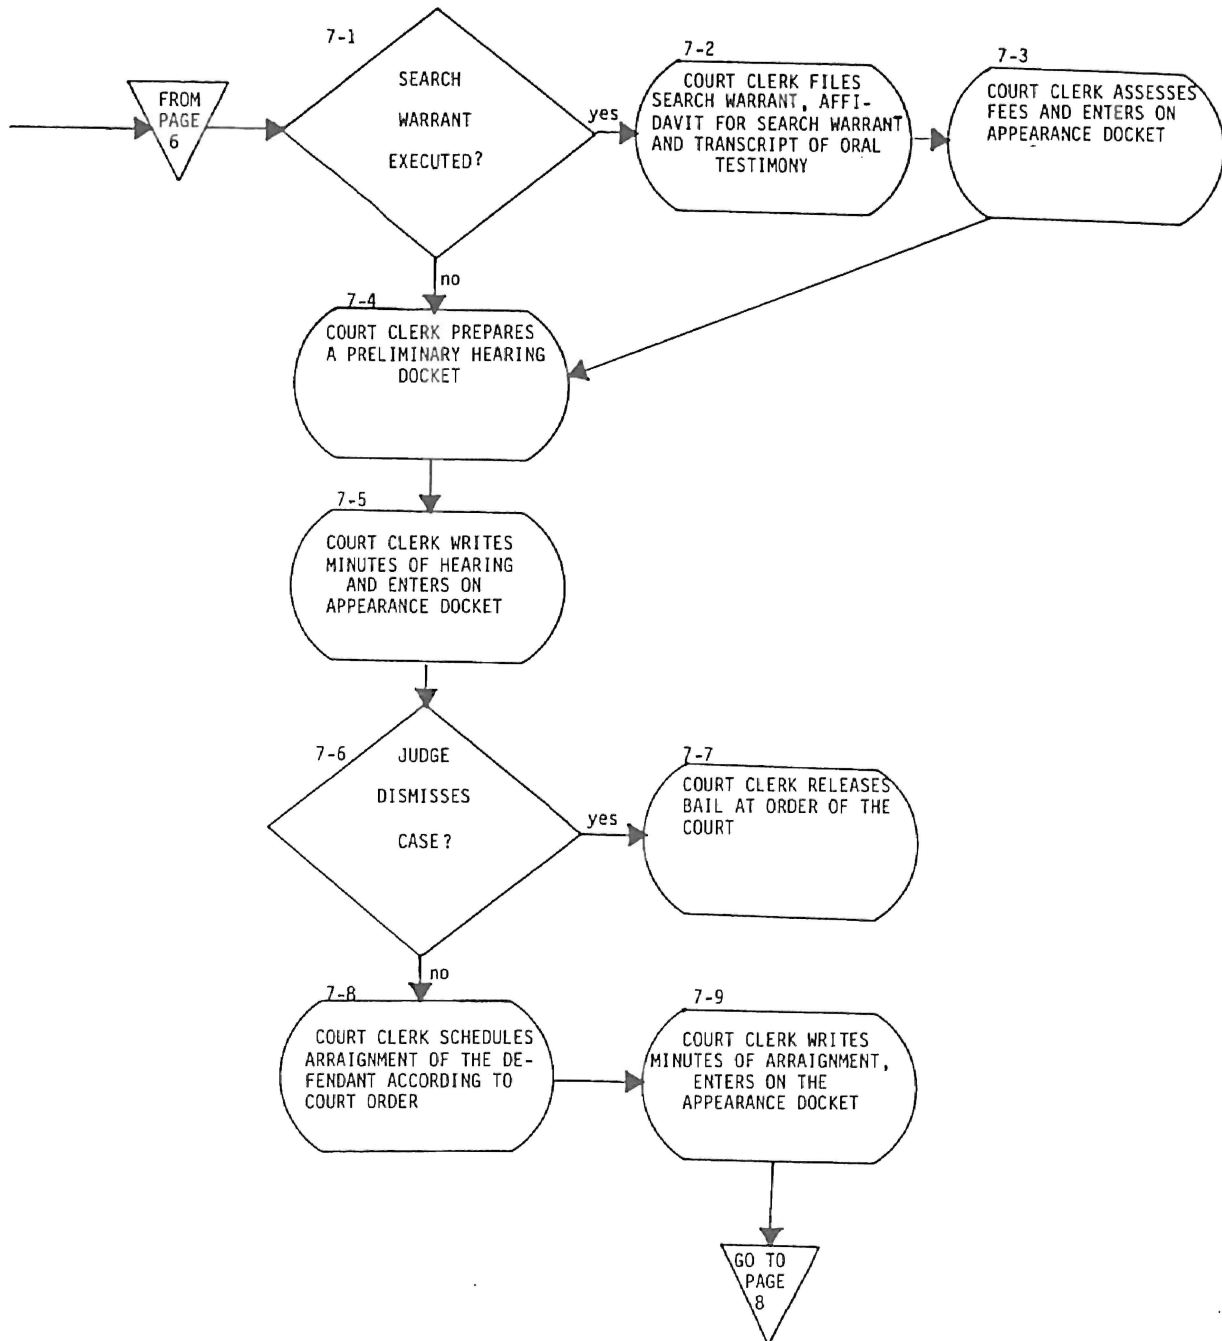 7-1
SEARCH
WARRANT
EXECUTED?
FROM
PAGE
6
yes
no
7-2
COURT CLERK FILES
SEARCH WARRANT, AFFI-
DAVIT FOR SEARCH WARRANT
AND TRANSCRIPT OF ORAL
TESTIMONY
7-3
COURT CLERK ASSESSES
FEES AND ENTERS ON
APPEARANCE DOCKET
7-4
COURT CLERK PREPARES
A PRELIMINARY HEARING
DOCKET
7-5
COURT CLERK WRITES
MINUTES OF HEARING
AND ENTERS ON
APPEARANCE DOCKET
7-6
JUDGE
DISMISSES
CASE?
yes
no
7-7
COURT CLERK RELEASES
BAIL AT ORDER OF THE
COURT
7-8
COURT CLERK SCHEDULES
ARRAIGNMENT OF THE DE-
FENDANT ACCORDING TO
COURT ORDER
7-9
COURT CLERK WRITES
MINUTES OF ARRAIGNMENT,
ENTERS ON THE
APPEARANCE DOCKET
GO TO
PAGE
8